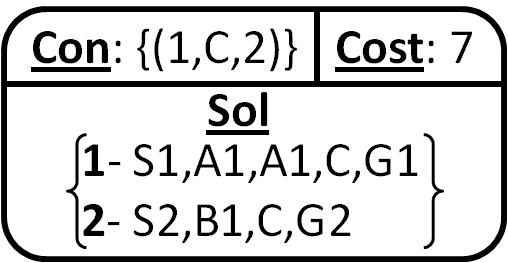 Con: {(1,C,2)} Cost: 7
Sol
1- S1,A1,A1,C,G1
2- S2,B1,C,G2